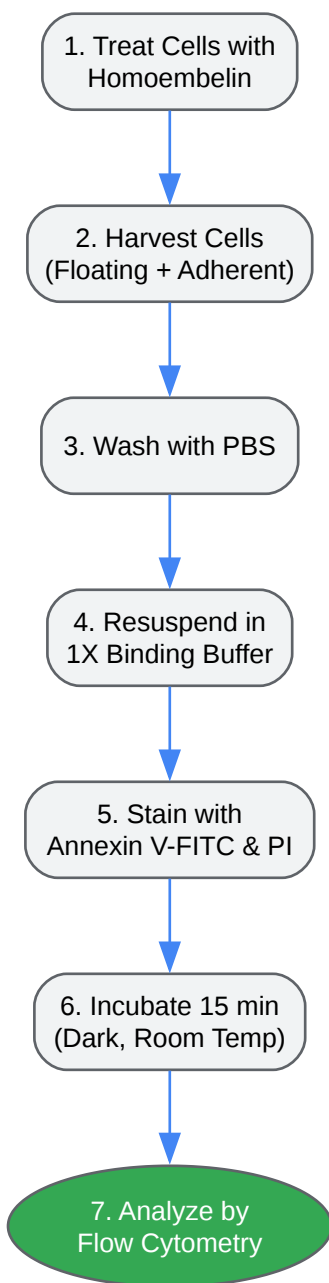 1. Treat Cells with
Homoembelin
2. Harvest Cells
(Floating + Adherent)
3. Wash with PBS
4. Resuspend in
1X Binding Buffer
5. Stain with
Annexin V-FITC & PI
6. Incubate 15 min
(Dark, Room Temp)
7. Analyze by
Flow Cytometry